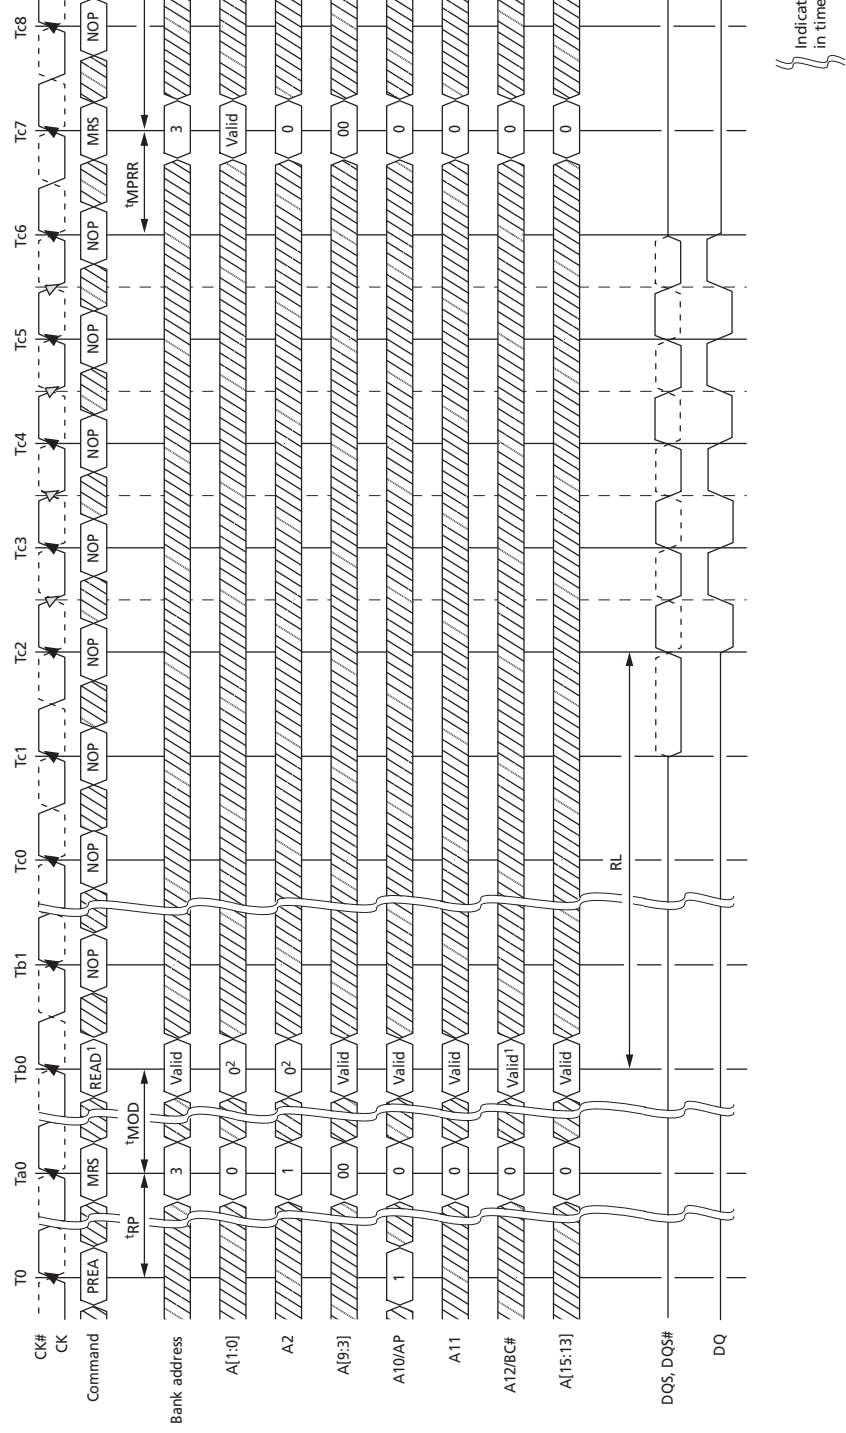 T0 Ta0 Tb0 Tb1 Tc0 Tc1 Tc2 Tc3 Tc4 Tc5 Tc6 Tc7 Tc8
CK#
CK
Command PREA MRS READ1 NOP NOP NOP NOP NOP NOP NOP NOP MRS NOP
tRP tMOD tMPRR
Bank address 3 Valid 3
A[1:0] 0 02 Valid
A2 1 02 0
A[9:3] 00 Valid 00
A10/AP 1 0 Valid 0
A11 0 Valid 0
A12/BC# 0 Valid1 0
A[15:13] 0 Valid 0
RL
DQS, DQS#
DQ
Indicat
in time